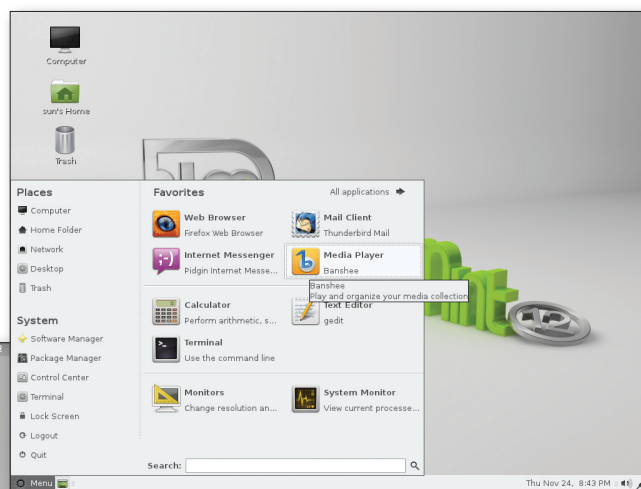 Computer
sun's Home
Trash
Places
Computer
Home Folder
Network
Desktop
Trash
System
Software Manager
Package Manager
Control Center
Terminal
Lock Screen
Logout
Quit
Favorites
All applications
Web Browser
Firefox Web Browser
Mail Client
Thunderbird Mail
Internet Messenger
Pidgin Internet Messe...
Media Player
Banshee
Banshee
Play and organize your media collection
Calculator
Perform arithmetic, s...
Text Editor
gedit
Terminal
Use the command line
Monitors
Change resolution an...
System Monitor
View current processe...
Search:
Menu
Thu Nov 24, 8:43 PM
12